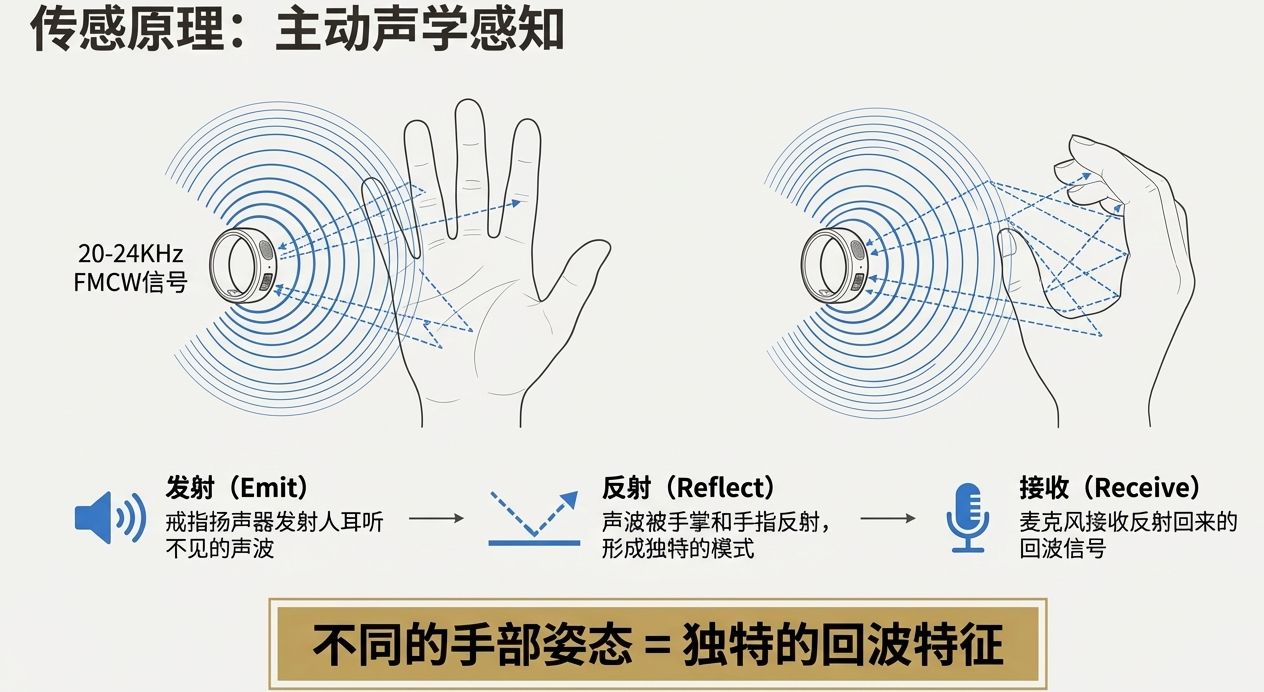 传感原理：主动声学感知
20-24KHz
FMCW信号
发射（Emit）
戒指扬声器发射人耳听
不见的声波
反射（Reflect）
声波被手掌和手指反射，
形成独特的模式
接收（Receive）
麦克风接收反射回来的
回波信号
不同的手部姿态 = 独特的回波特征